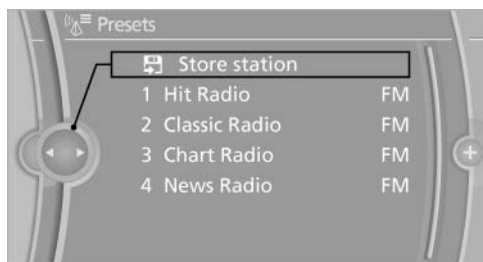 Presets
Store station
1 Hit Radio FM
2 Classic Radio FM
3 Chart Radio FM
4 News Radio FM